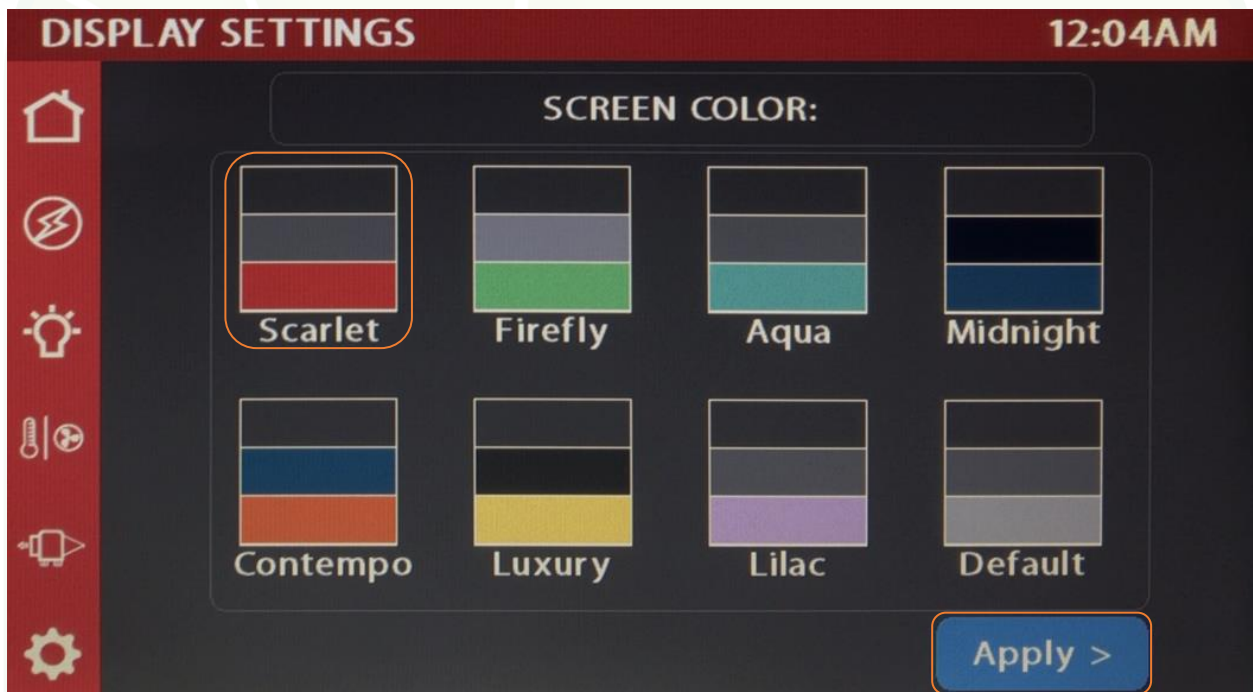 DISPLAY SETTINGS 12:04AM
SCREEN COLOR:
Scarlet Firefly Aqua Midnight
Contempo Luxury Lilac Default
Apply >